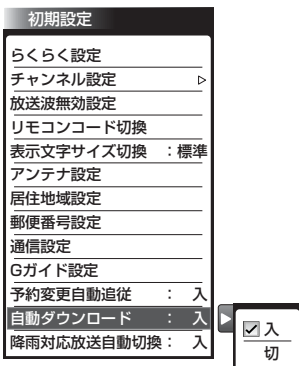 初期設定
らくらく設定
チャンネル設定
放送波無効設定
リモコンコード切換
表示文字サイズ切換 ：標準
アンテナ設定
居住地域設定
郵便番号設定
通信設定
Gガイド設定
予約変更自動追従 ： 入
自動ダウンロード ： 入
降雨対応放送自動切換： 入
入
切